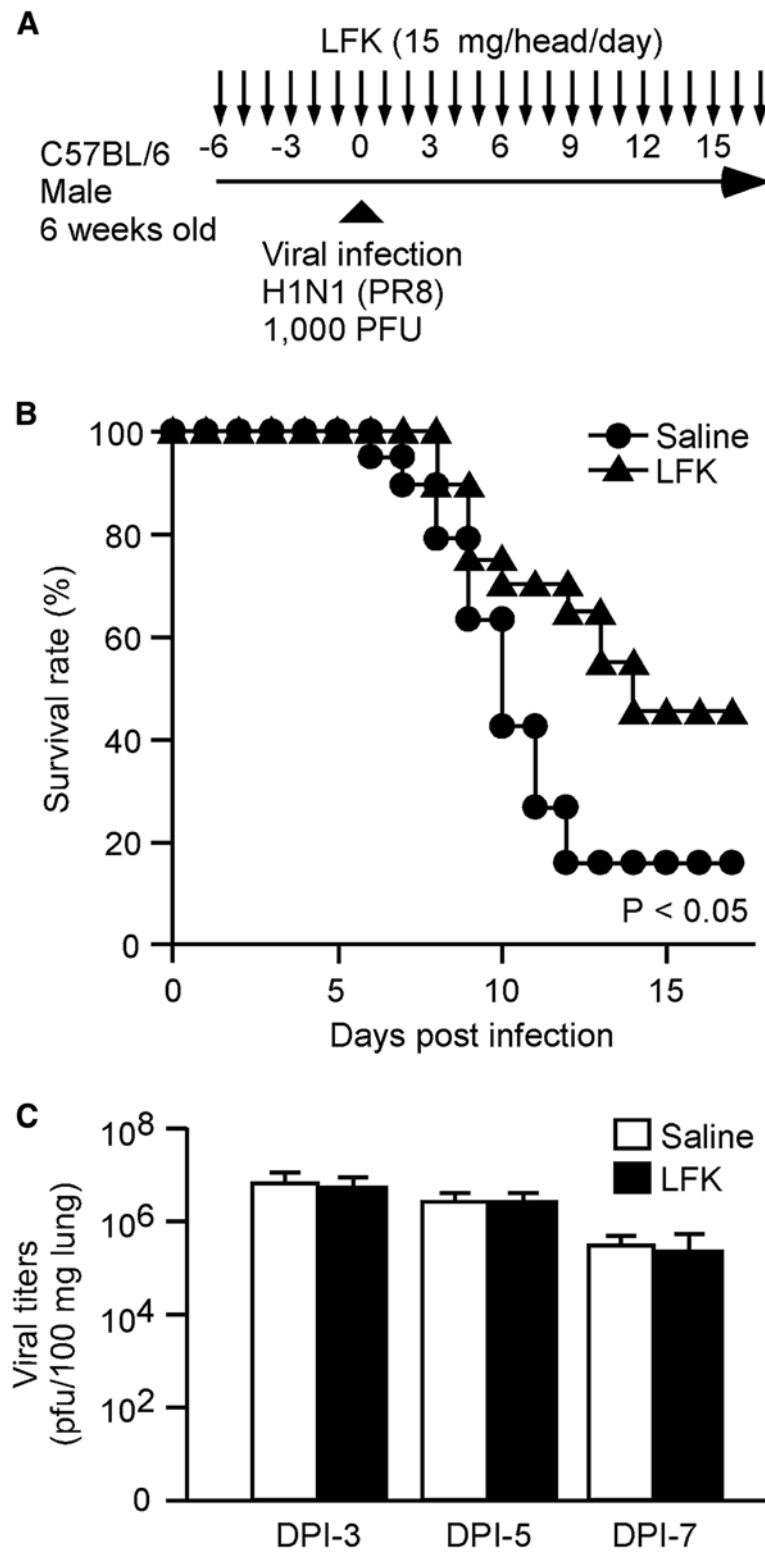 A
LFK (15 mg/head/day)
-6 -3 0 3 6 9 12 15
C57BL/6
Male
6 weeks old
Viral infection
H1N1 (PR8)
1,000 PFU
B
Saline
LFK
100
80
60
40
20
0
Survival rate (%)
P < 0.05
0 5 10 15
Days post infection
C
Saline
LFK
10⁸
10⁶
10⁴
10²
0
Viral titers
(pfu/100 mg lung)
DPI-3 DPI-5 DPI-7